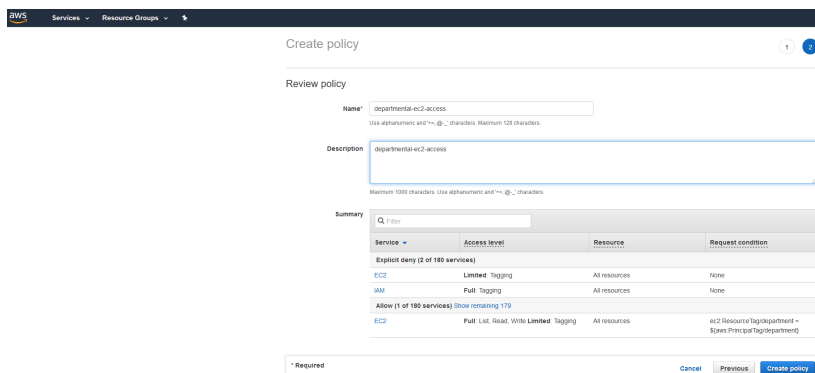 aws Services Resource Groups
Create policy 1 2
Review policy
Name* departmental-ec2-access
Use alphanumeric and '+=,.@-_' characters. Maximum 128 characters.
Description departmental-ec2-access
Maximum 1000 characters. Use alphanumeric and '+=,.@-_' characters.
Summary Filter
Service Access level Resource Request condition
Explicit deny (2 of 180 services)
EC2 Limited: Tagging All resources None
IAM Full: Tagging All resources None
Allow (1 of 180 services) Show remaining 179
EC2 Full: List, Read, Write Limited: Tagging All resources ec2:ResourceTag/department =
${aws:PrincipalTag/department}
* Required Cancel Previous Create policy